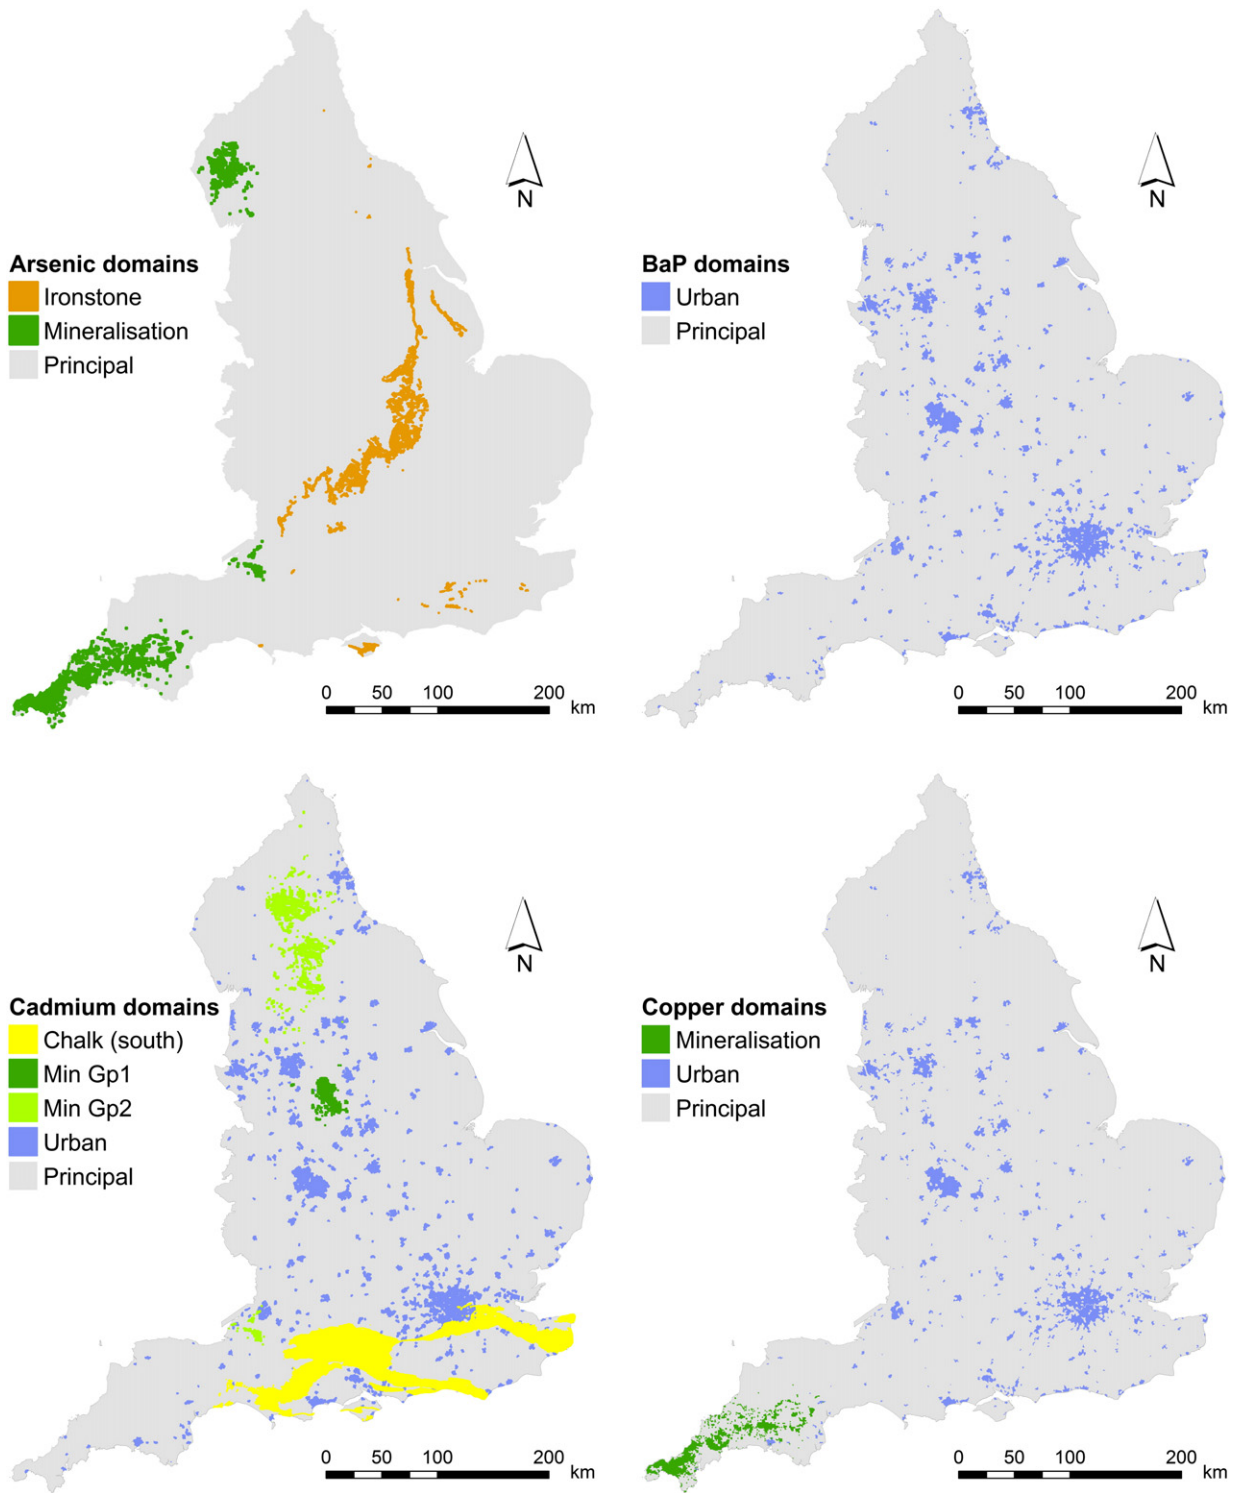 N
Arsenic domains
Ironstone
Mineralisation
Principal
0 50 100 200 km
N
BaP domains
Urban
Principal
0 50 100 200 km
N
Cadmium domains
Chalk (south)
Min Gp1
Min Gp2
Urban
Principal
0 50 100 200 km
N
Copper domains
Mineralisation
Urban
Principal
0 50 100 200 km